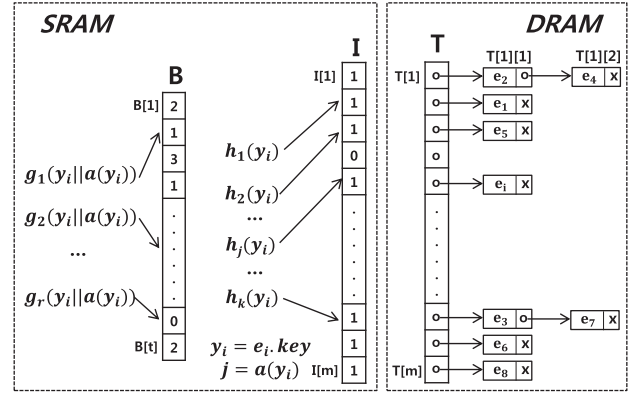 SRAM
DRAM
B
I
T
T[1][1]
T[1][2]
B[1]
2
1
3
1
0
B[t]
2
g₁(yᵢ||a(yᵢ))
g₂(yᵢ||a(yᵢ))
...
gᵣ(yᵢ||a(yᵢ))
I[1]
1
1
1
0
1
1
1
I[m]
1
h₁(yᵢ)
h₂(yᵢ)
...
hⱼ(yᵢ)
...
hₖ(yᵢ)
yᵢ = eᵢ.key
j = a(yᵢ)
T[1]
T[m]
e₂
e₄ X
e₁ X
e₅ X
eᵢ X
e₃
e₇ X
e₆ X
e₈ X